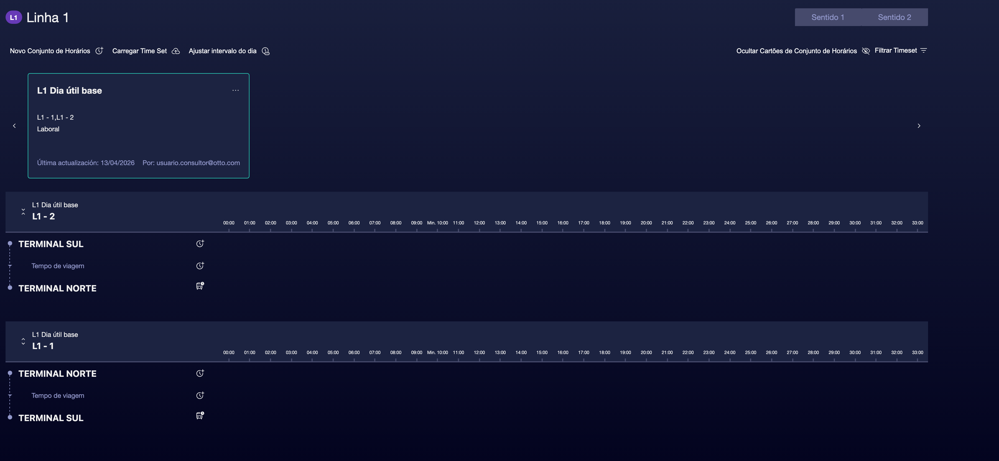 L1 Linha 1
Sentido 1 Sentido 2
Novo Conjunto de Horários Carregar Time Set Ajustar intervalo do dia Ocultar Cartões de Conjunto de Horários Filtrar Timeset
L1 Dia útil base ...
L1 - 1,L1 - 2
Laboral
Última actualización: 13/04/2026 Por: usuario.consultor@otto.com
L1 Dia útil base
L1 - 2
00:00 01:00 02:00 03:00 04:00 05:00 06:00 07:00 08:00 09:00 Min. 10:00 11:00 12:00 13:00 14:00 15:00 16:00 17:00 18:00 19:00 20:00 21:00 22:00 23:00 24:00 25:00 26:00 27:00 28:00 29:00 30:00 31:00 32:00 33:00
TERMINAL SUL
Tempo de viagem
TERMINAL NORTE
L1 Dia útil base
L1 - 1
00:00 01:00 02:00 03:00 04:00 05:00 06:00 07:00 08:00 09:00 Min. 10:00 11:00 12:00 13:00 14:00 15:00 16:00 17:00 18:00 19:00 20:00 21:00 22:00 23:00 24:00 25:00 26:00 27:00 28:00 29:00 30:00 31:00 32:00 33:00
TERMINAL NORTE
Tempo de viagem
TERMINAL SUL